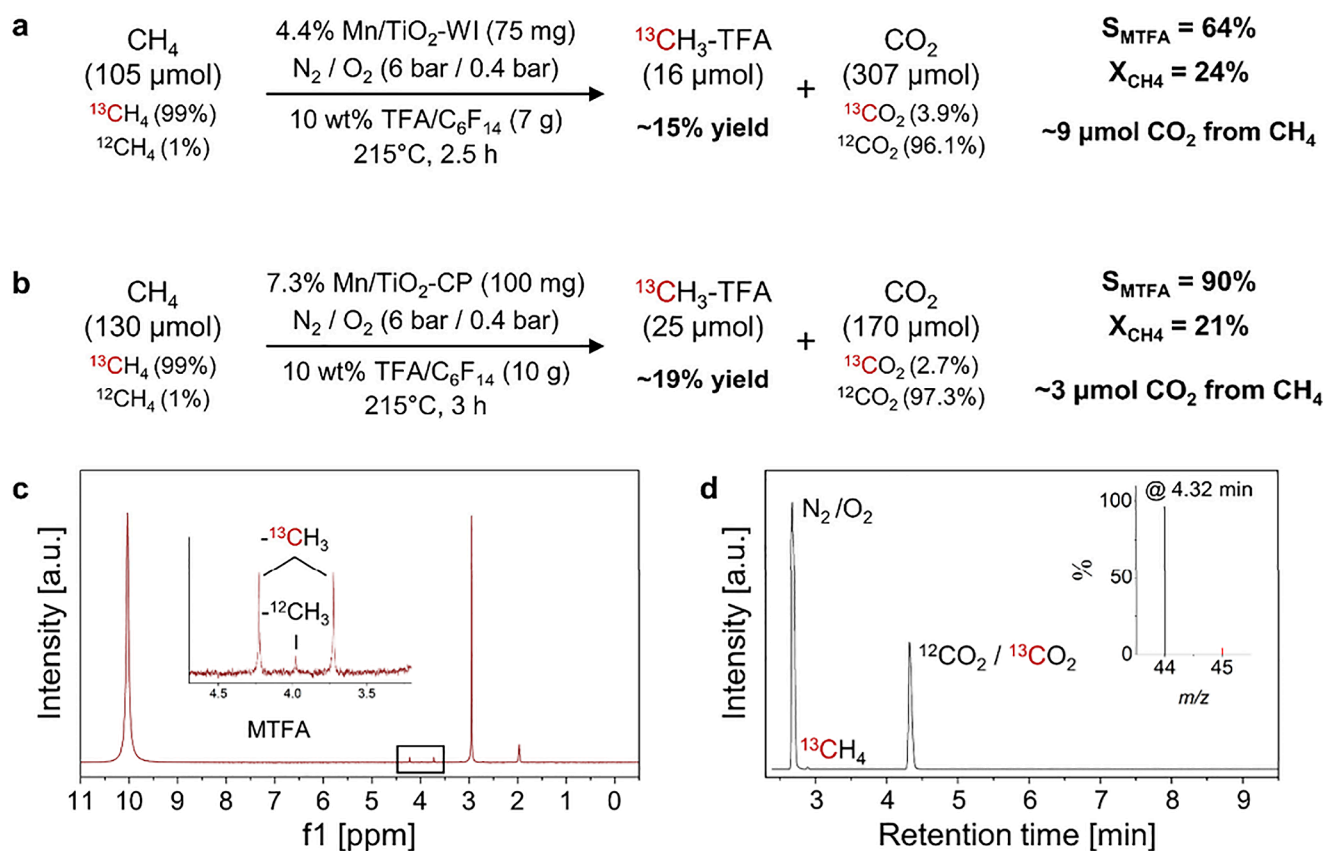 a
CH₄
(105 µmol)
¹³CH₄ (99%)
¹²CH₄ (1%)
4.4% Mn/TiO₂-WI (75 mg)
N₂ / O₂ (6 bar / 0.4 bar)
10 wt% TFA/C₆F₁₄ (7 g)
215°C, 2.5 h
¹³CH₃-TFA
(16 µmol)
~15% yield
+
CO₂
(307 µmol)
¹³CO₂ (3.9%)
¹²CO₂ (96.1%)
S_MTFA = 64%
X_CH4 = 24%
~9 µmol CO₂ from CH₄
b
CH₄
(130 µmol)
¹³CH₄ (99%)
¹²CH₄ (1%)
7.3% Mn/TiO₂-CP (100 mg)
N₂ / O₂ (6 bar / 0.4 bar)
10 wt% TFA/C₆F₁₄ (10 g)
215°C, 3 h
¹³CH₃-TFA
(25 µmol)
~19% yield
+
CO₂
(170 µmol)
¹³CO₂ (2.7%)
¹²CO₂ (97.3%)
S_MTFA = 90%
X_CH4 = 21%
~3 µmol CO₂ from CH₄
c
Intensity [a.u.]
-¹³CH₃
-¹²CH₃
4.5 4.0 3.5
MTFA
11 10 9 8 7 6 5 4 3 2 1 0
f1 [ppm]
d
Intensity [a.u.]
N₂/O₂
¹³CH₄
¹²CO₂ / ¹³CO₂
@ 4.32 min
100
50
0
%
44 45
m/z
3 4 5 6 7 8 9
Retention time [min]